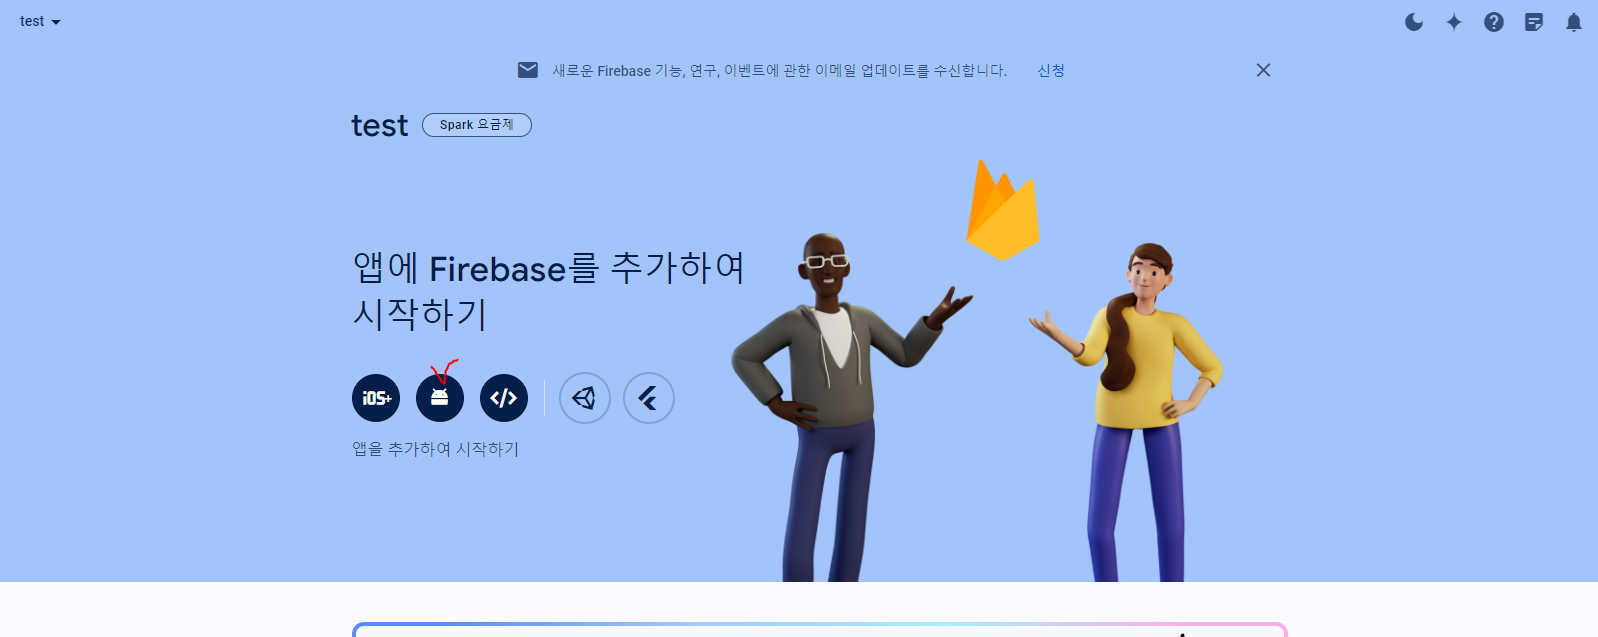 test
새로운 Firebase 기능, 연구, 이벤트에 관한 이메일 업데이트를 수신합니다. 신청
test Spark 요금제
앱에 Firebase를 추가하여
시작하기
iOS+ </>
앱을 추가하여 시작하기